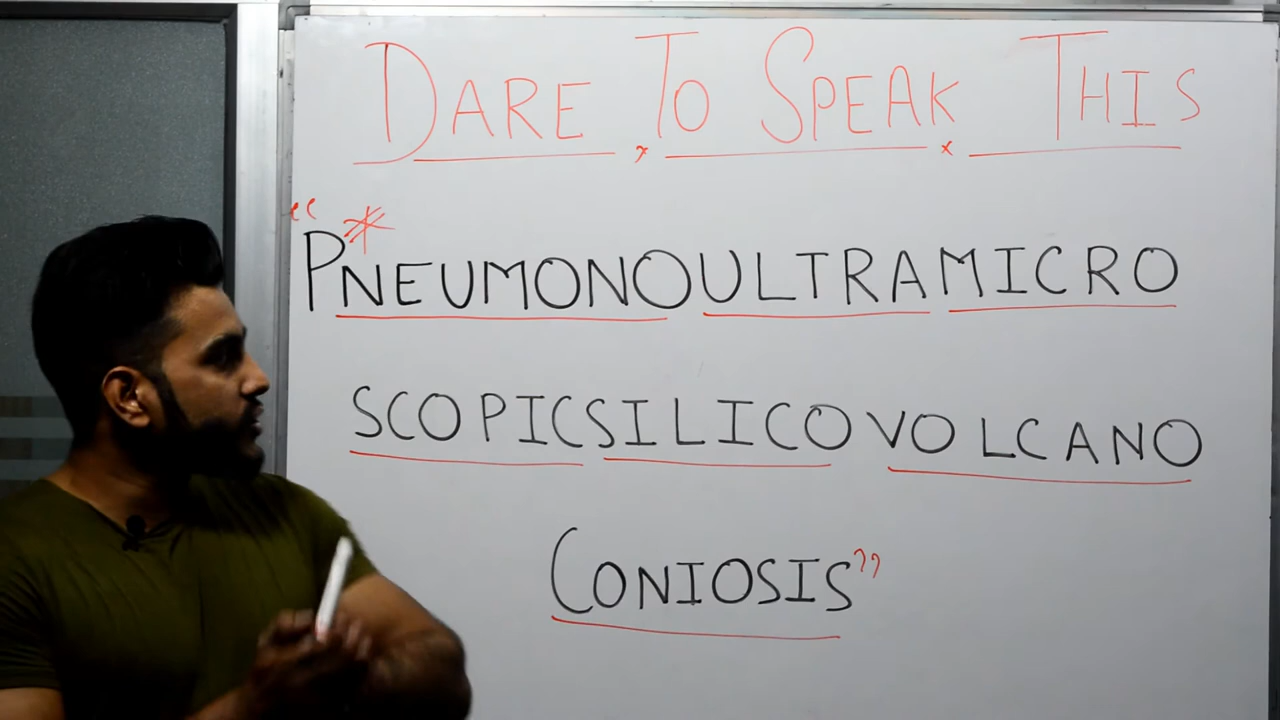 DARE TO SPEAK THIS
“PNEUMONOULTRAMICRO
SCOPICSILICOVOLCANO
CONIOSIS”